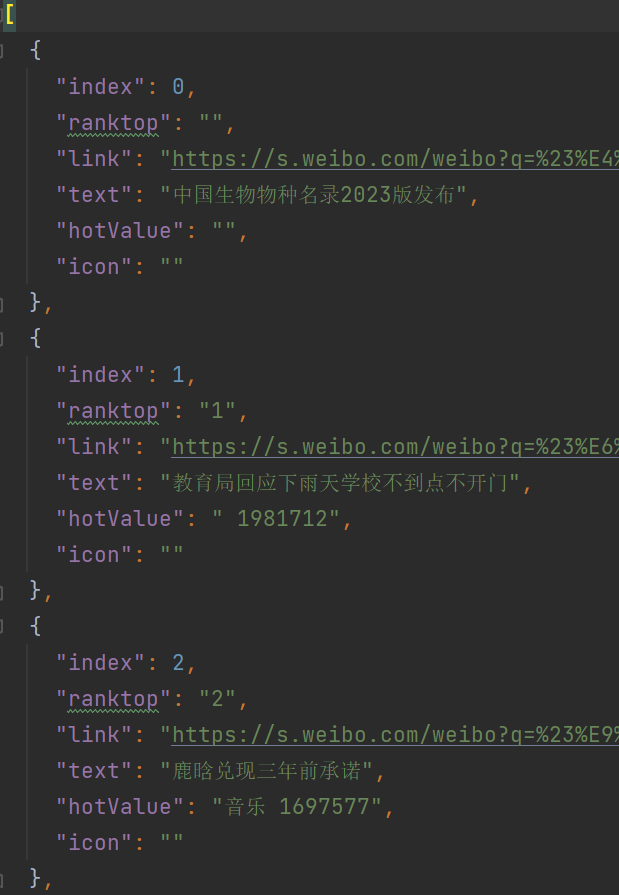 [
{
"index": 0,
"ranktop": "",
"link": "https://s.weibo.com/weibo?q=%23%E4%
"text": "中国生物物种名录2023版发布",
"hotValue": "",
"icon": ""
},
{
"index": 1,
"ranktop": "1",
"link": "https://s.weibo.com/weibo?q=%23%E6%
"text": "教育局回应下雨天学校不到点不开门",
"hotValue": " 1981712",
"icon": ""
},
{
"index": 2,
"ranktop": "2",
"link": "https://s.weibo.com/weibo?q=%23%E9%
"text": "鹿晗兑现三年前承诺",
"hotValue": "音乐 1697577",
"icon": ""
},